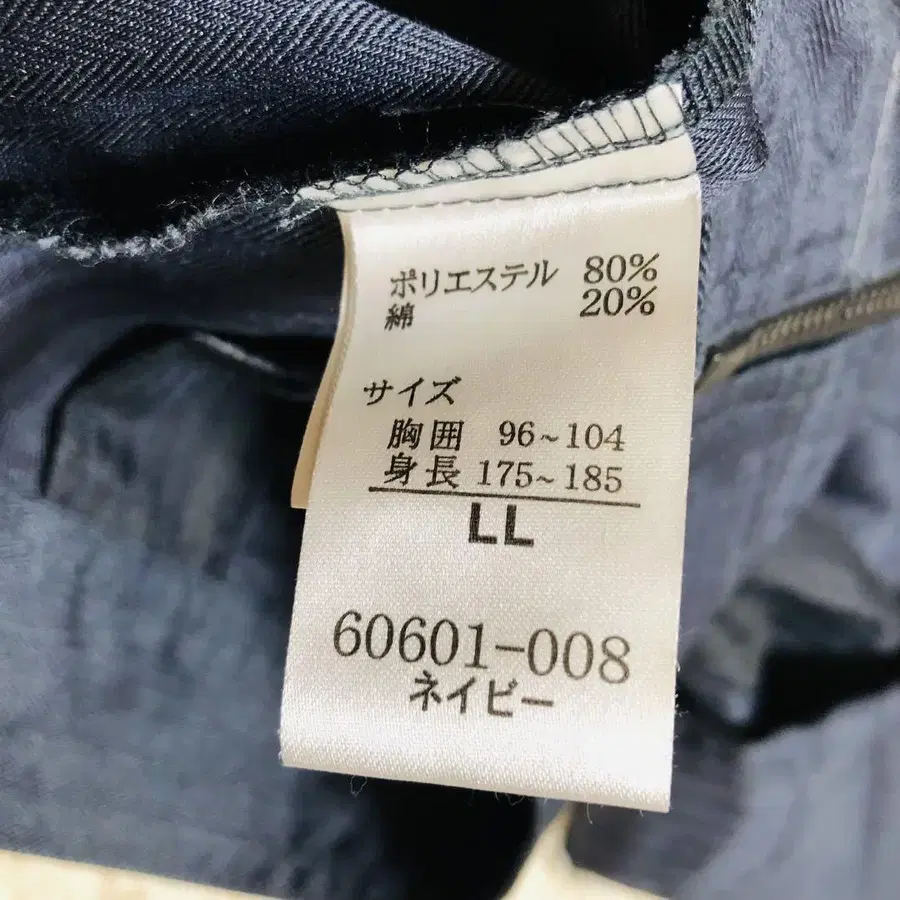 ポリエステル 80%
綿 20%
サイズ
胸囲 96~104
身長 175~185
LL
60601-008
ネイビー